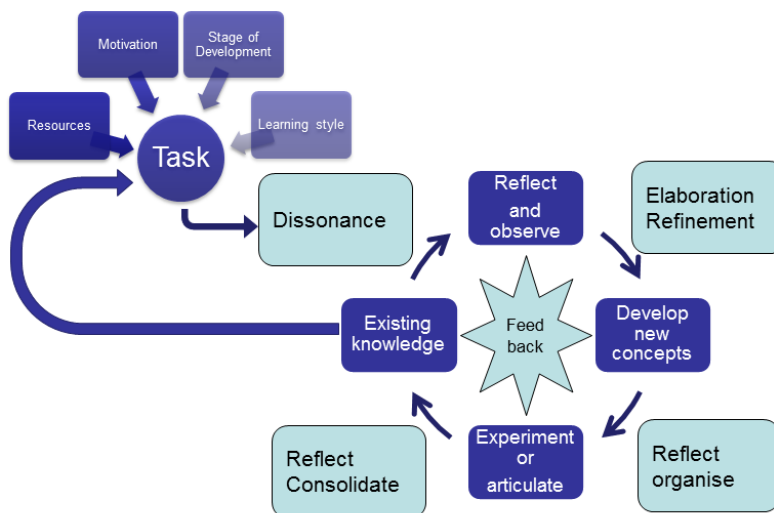 Motivation
Stage of
Development
Resources
Learning style
Task
Dissonance
Reflect
and
observe
Elaboration
Refinement
Existing
knowledge
Feed
back
Develop
new
concepts
Reflect
Consolidate
Experiment
or
articulate
Reflect
organise